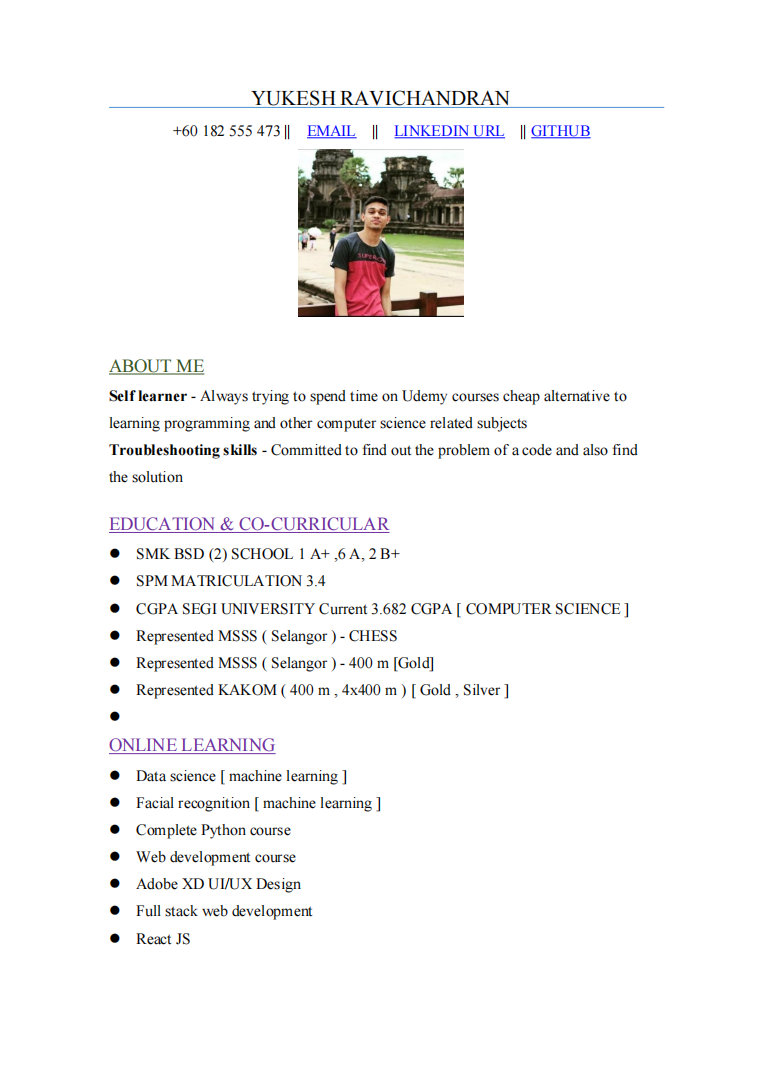 YUKESH RAVICHANDRAN
+60 182 555 473 || EMAIL || LINKEDIN URL || GITHUB
ABOUT ME
Self learner - Always trying to spend time on Udemy courses cheap alternative to
learning programming and other computer science related subjects
Troubleshooting skills - Committed to find out the problem of a code and also find
the solution
EDUCATION & CO-CURRICULAR
● SMK BSD (2) SCHOOL 1 A+ ,6 A, 2 B+
● SPM MATRICULATION 3.4
● CGPA SEGI UNIVERSITY Current 3.682 CGPA [ COMPUTER SCIENCE ]
● Represented MSSS ( Selangor ) - CHESS
● Represented MSSS ( Selangor ) - 400 m [Gold]
● Represented KAKOM ( 400 m , 4x400 m ) [ Gold , Silver ]
●
ONLINE LEARNING
● Data science [ machine learning ]
● Facial recognition [ machine learning ]
● Complete Python course
● Web development course
● Adobe XD UI/UX Design
● Full stack web development
● React JS